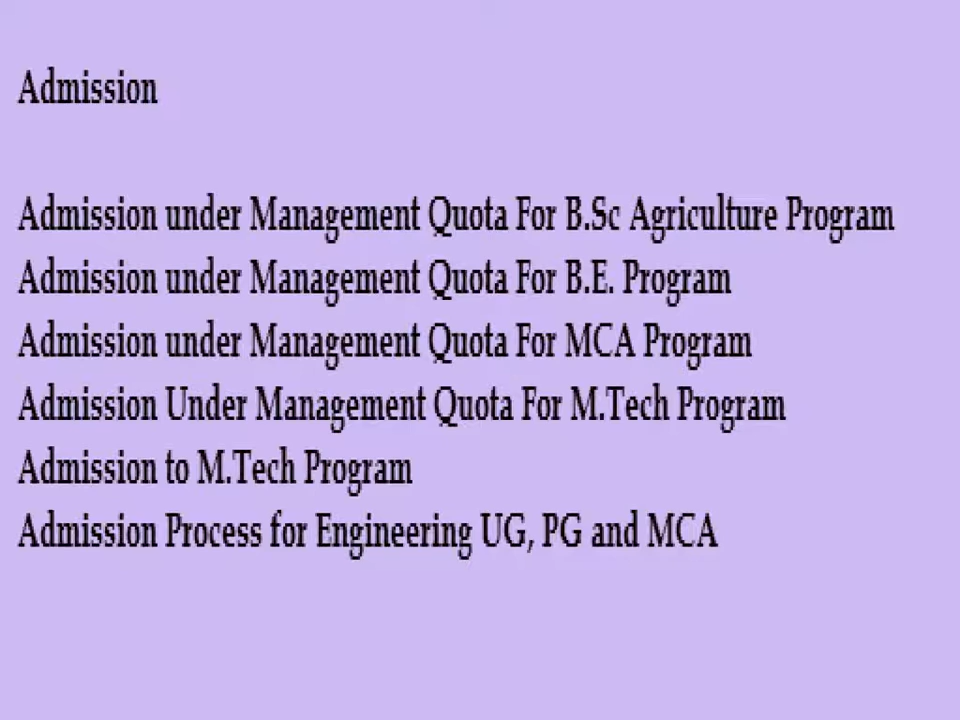 Admission
Admission under Management Quota For B.Sc Agriculture Program
Admission under Management Quota For B.E. Program
Admission under Management Quota For MCA Program
Admission Under Management Quota For M.Tech Program
Admission to M.Tech Program
Admission Process for Engineering UG, PG and MCA